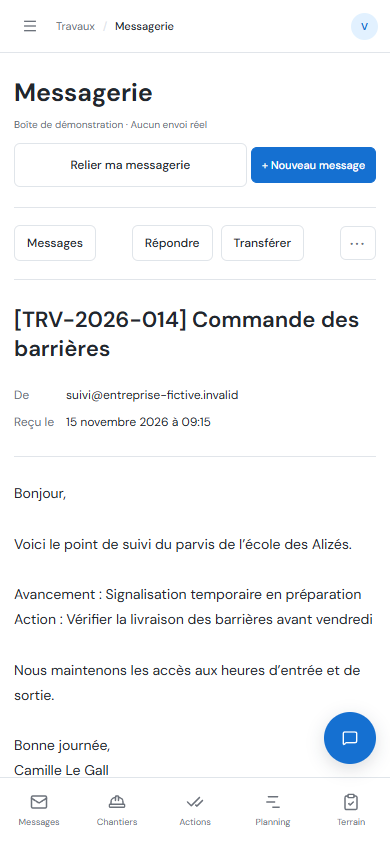 Travaux / Messagerie
V
Messagerie
Boîte de démonstration · Aucun envoi réel
Relier ma messagerie
+ Nouveau message
Messages
Répondre
Transférer
...
[TRV-2026-014] Commande des
barrières
De suivi@entreprise-fictive.invalid
Reçu le 15 novembre 2026 à 09:15
Bonjour,
Voici le point de suivi du parvis de l’école des Alizés.
Avancement : Signalisation temporaire en préparation
Action : Vérifier la livraison des barrières avant vendredi
Nous maintenons les accès aux heures d’entrée et de
sortie.
Bonne journée,
Camille Le Gall
Messages
Chantiers
Actions
Planning
Terrain